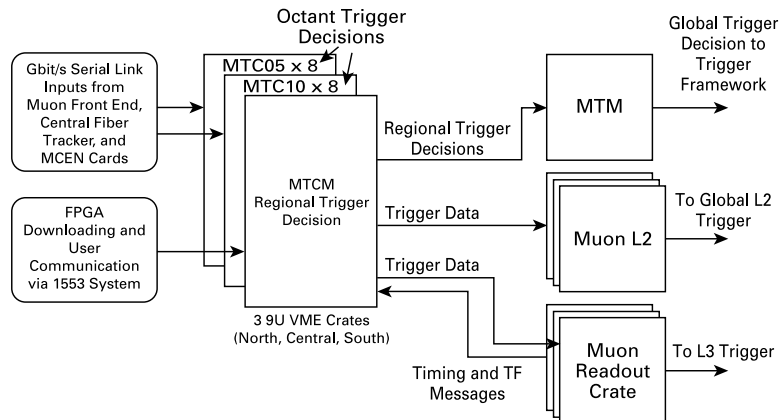 Octant Trigger
Decisions
Gbit/s Serial Link
Inputs from
Muon Front End,
Central Fiber
Tracker, and
MCEN Cards
FPGA
Downloading and
User
Communication
via 1553 System
MTC05 x 8
MTC10 x 8
MTCM
Regional Trigger
Decision
3 9U VME Crates
(North, Central, South)
Regional Trigger
Decisions
Trigger Data
Trigger Data
Timing and TF
Messages
MTM
Global Trigger
Decision to
Trigger
Framework
Muon L2
To Global L2
Trigger
Muon
Readout
Crate
To L3 Trigger